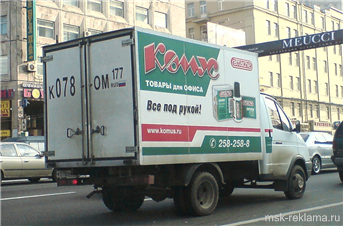 MEUCCI
Комус
ТОВАРЫ ДЛЯ ОФИСА
Все под рукой!
www.komus.ru
258-258-8
К078 ОМ 177
msk-reklama.ru